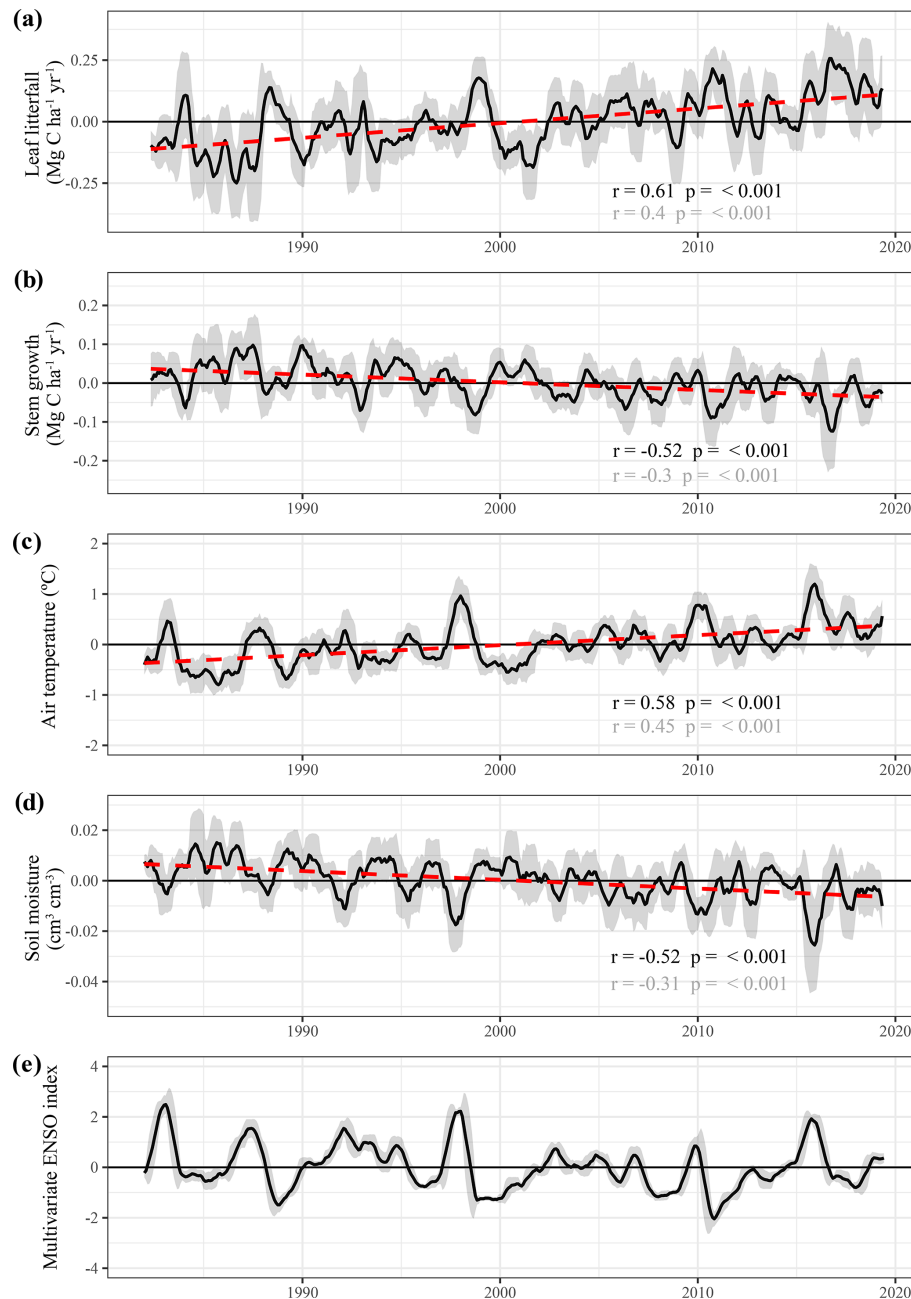 (a)
Leaf litterfall
(Mg C ha⁻¹ yr⁻¹)
0.25
0.00
-0.25
r = 0.61 p = < 0.001
r = 0.4 p = < 0.001
1990
2000
2010
2020
(b)
Stem growth
(Mg C ha⁻¹ yr⁻¹)
0.2
0.1
0.0
-0.1
-0.2
r = -0.52 p = < 0.001
r = -0.3 p = < 0.001
1990
2000
2010
2020
(c)
Air temperature (ºC)
2
1
0
-1
-2
r = 0.58 p = < 0.001
r = 0.45 p = < 0.001
1990
2000
2010
2020
(d)
Soil moisture
(cm³ cm⁻³)
0.02
0.00
-0.02
-0.04
r = -0.52 p = < 0.001
r = -0.31 p = < 0.001
1990
2000
2010
2020
(e)
Multivariate ENSO index
4
2
0
-2
-4
1990
2000
2010
2020